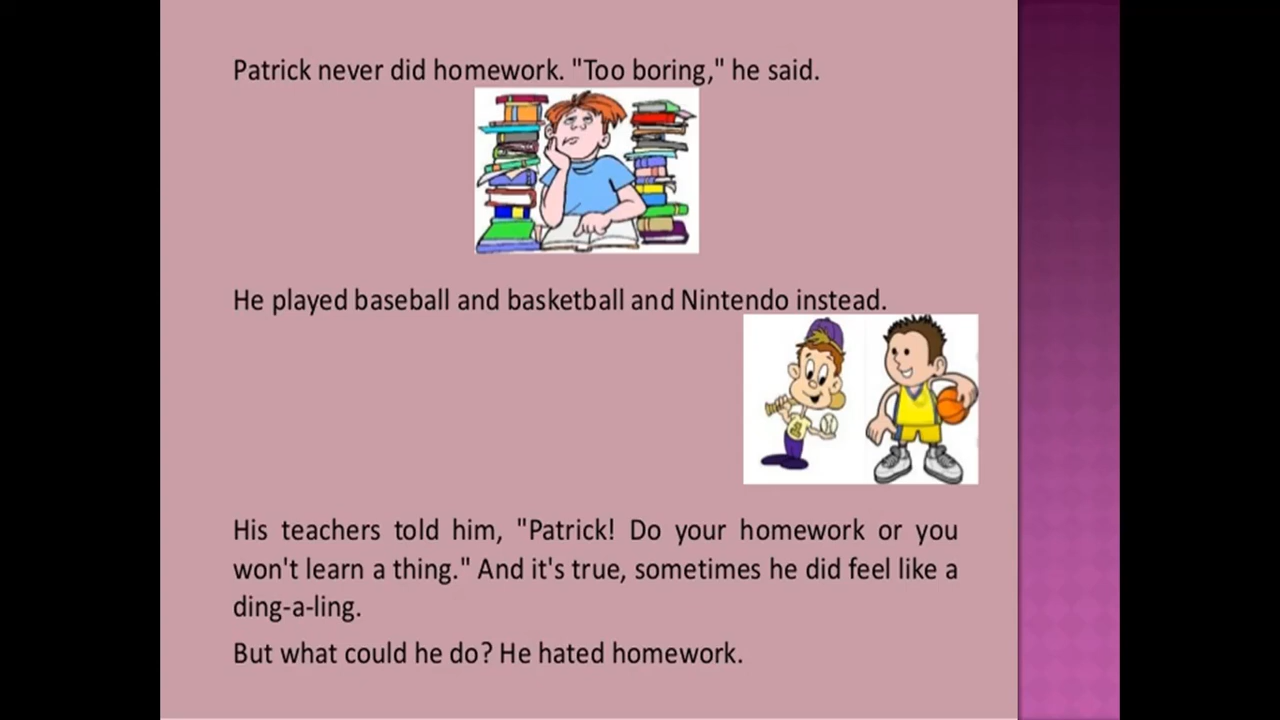 Patrick never did homework. "Too boring," he said.
He played baseball and basketball and Nintendo instead.
His teachers told him, "Patrick! Do your homework or you
won't learn a thing." And it's true, sometimes he did feel like a
ding-a-ling.
But what could he do? He hated homework.